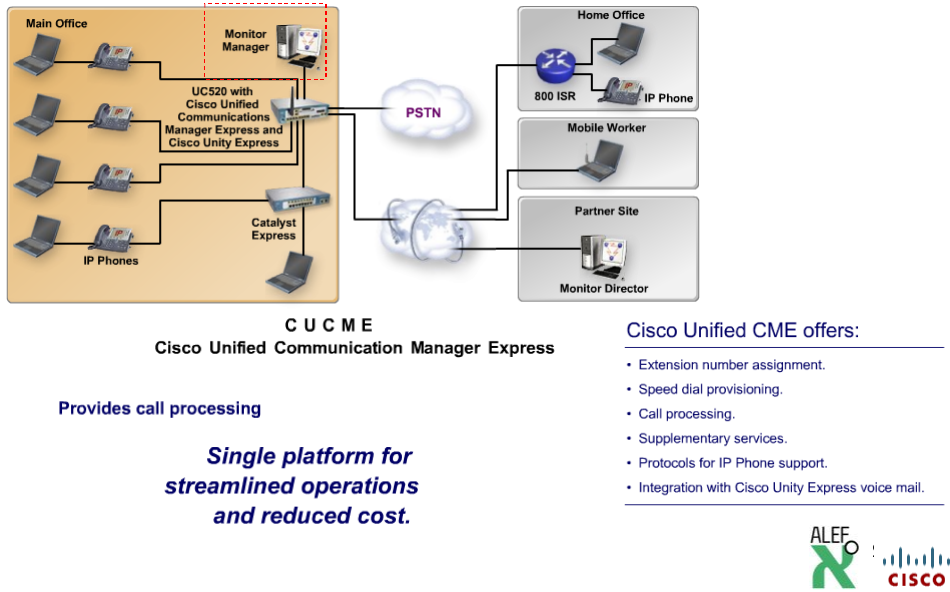 Main Office
Monitor
Manager
UC520 with
Cisco Unified
Communications
Manager Express and
Cisco Unity Express
Catalyst
Express
IP Phones
PSTN
Home Office
800 ISR
IP Phone
Mobile Worker
Partner Site
Monitor Director
C U C M E
Cisco Unified Communication Manager Express
Provides call processing
Single platform for
streamlined operations
and reduced cost.
Cisco Unified CME offers:
• Extension number assignment.
• Speed dial provisioning.
• Call processing.
• Supplementary services.
• Protocols for IP Phone support.
• Integration with Cisco Unity Express voice mail.
ALEF
א
CISCO